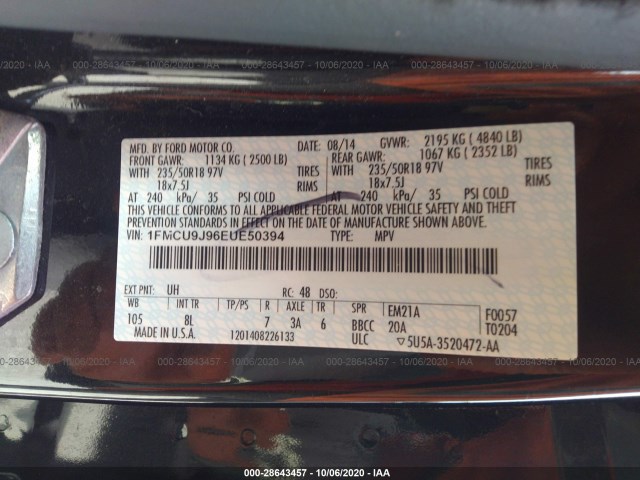 000-28643457 - 10/06/2020 - IAA
MFD. BY FORD MOTOR CO. DATE: 08/14 GVWR: 2195 KG ( 4840 LB)
FRONT GAWR: 1134 KG ( 2500 LB) REAR GAWR: 1067 KG ( 2352 LB)
WITH 235/50R18 97V TIRES WITH 235/50R18 97V TIRES
18x7.5J RIMS 18x7.5J RIMS
AT 240 kPa/ 35 PSI COLD AT 240 kPa/ 35 PSI COLD
THIS VEHICLE CONFORMS TO ALL APPLICABLE FEDERAL MOTOR VEHICLE SAFETY AND THEFT
PREVENTION STANDARDS IN EFFECT ON THE DATE OF MANUFACTURE SHOWN ABOVE.
VIN: 1FMCU9J96EUE50394 TYPE: MPV
EXT PNT: UH RC: 48 DSO:
WB INT TR TP/PS R AXLE TR SPR EM21A F0057
105 8L 7 3A 6 BBCC 20A T0204
MADE IN U.S.A. 1201408226133 ULC ▽5U5A-3520472-AA
000-28643457 - 10/06/2020 - IAA